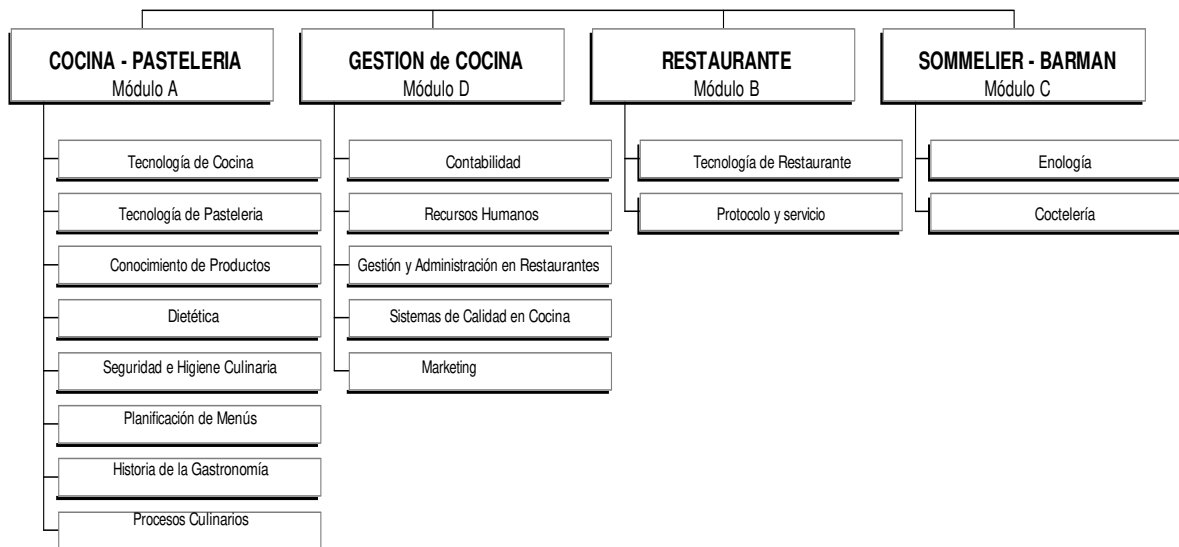 COCINA - PASTELERIA
Módulo A
Tecnología de Cocina
Tecnología de Pasteleria
Conocimiento de Productos
Dietética
Seguridad e Higiene Culinaria
Planificación de Menús
Historia de la Gastronomía
Procesos Culinarios
GESTION de COCINA
Módulo D
Contabilidad
Recursos Humanos
Gestión y Administración en Restaurantes
Sistemas de Calidad en Cocina
Marketing
RESTAURANTE
Módulo B
Tecnología de Restaurante
Protocolo y servicio
SOMMELIER - BARMAN
Módulo C
Enología
Coctelería